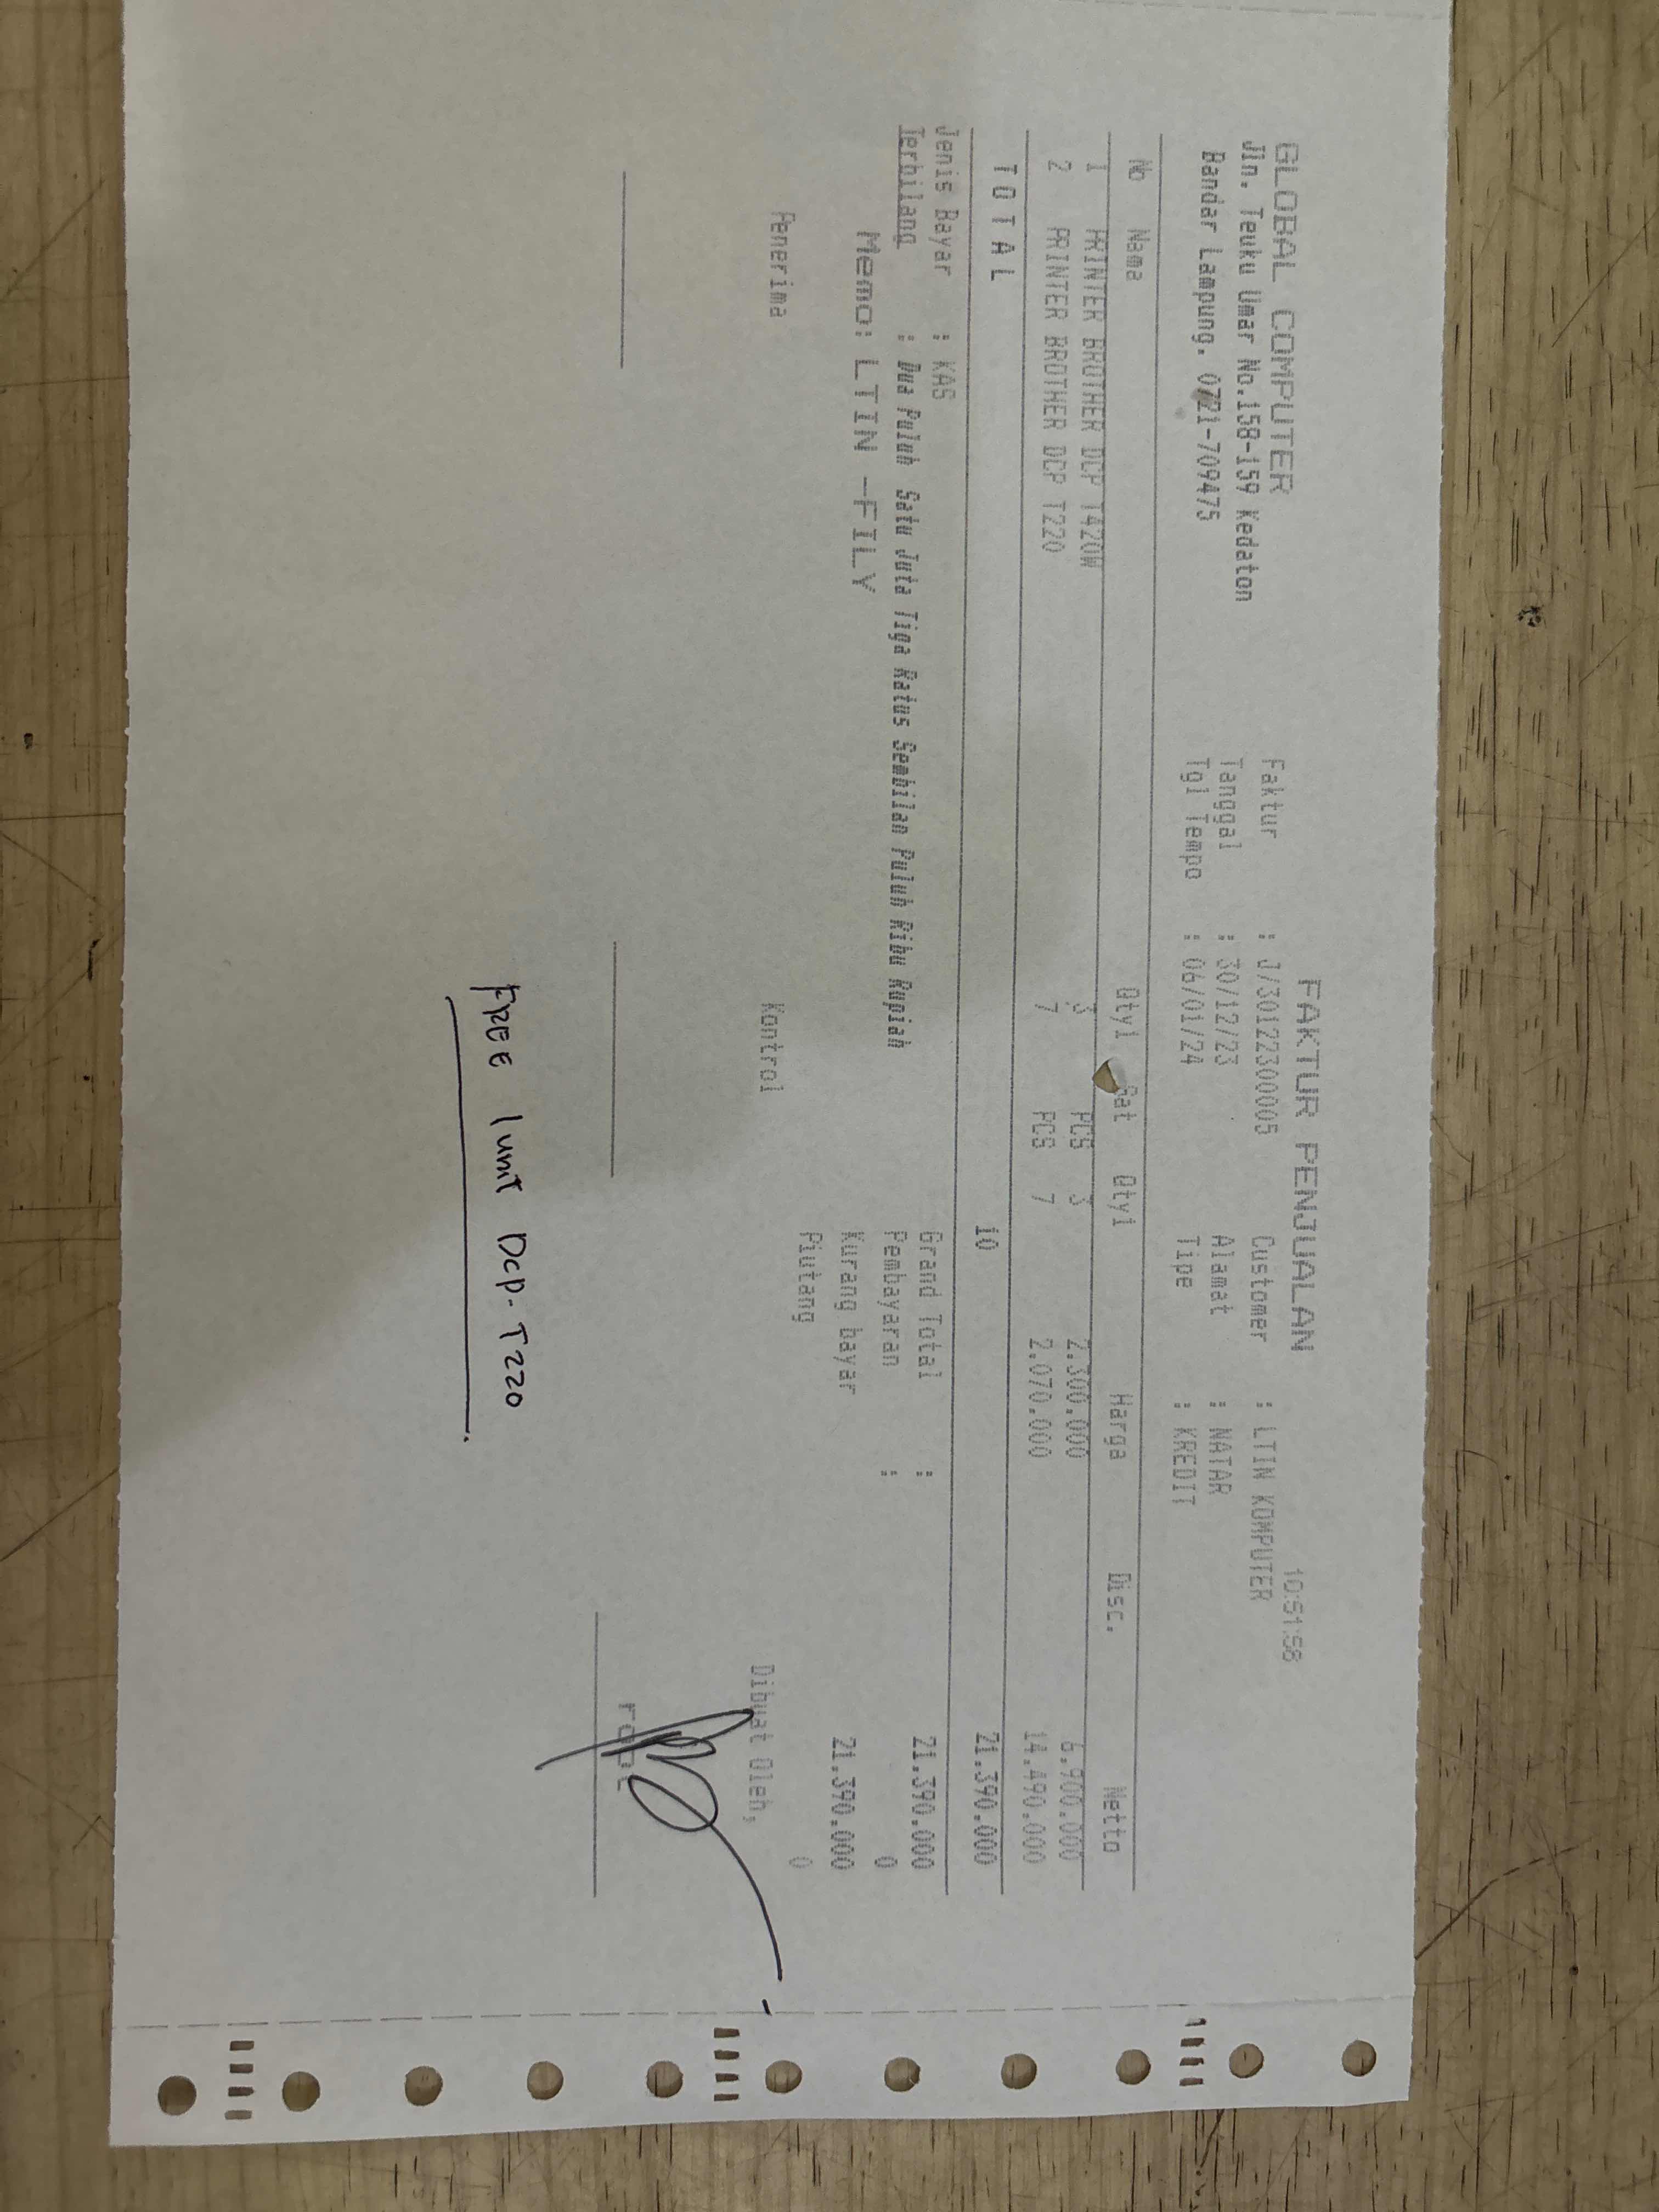 FAKTUR PENJUALAN 10:51:58
GLOBAL COMPUTER
Jln. Teuku Umar No.158-159 Kedaton
Bandar Lampung. 0721-709475
Faktur : J/30122300005
Tanggal : 30/12/23
Tgl Tempo : 06/01/24
Customer : LTIN KOMPUTER
Alamat : NATAR
Tipe : KREDIT
No Nama Qty1 Sat Qty1 Harga Disc. Netto
1 PRINTER BROTHER DCP T420W 3 PCS 3 2.300.000 6.900.000
2 PRINTER BROTHER DCP T220 7 PCS 7 2.070.000 14.490.000
T O T A L 10 21.390.000
Jenis Bayar : KAS
Terbilang : Dua Puluh Satu Juta Tiga Ratus Sembilan Puluh Ribu Rupiah
Memo: LTIN -FILY
Grand Total : 21.390.000
Pembayaran : 0
Kurang bayar 21.390.000
Piutang 0
Penerima Kontrol Dibuat Oleh,
FREE 1 unit Dcp-T220